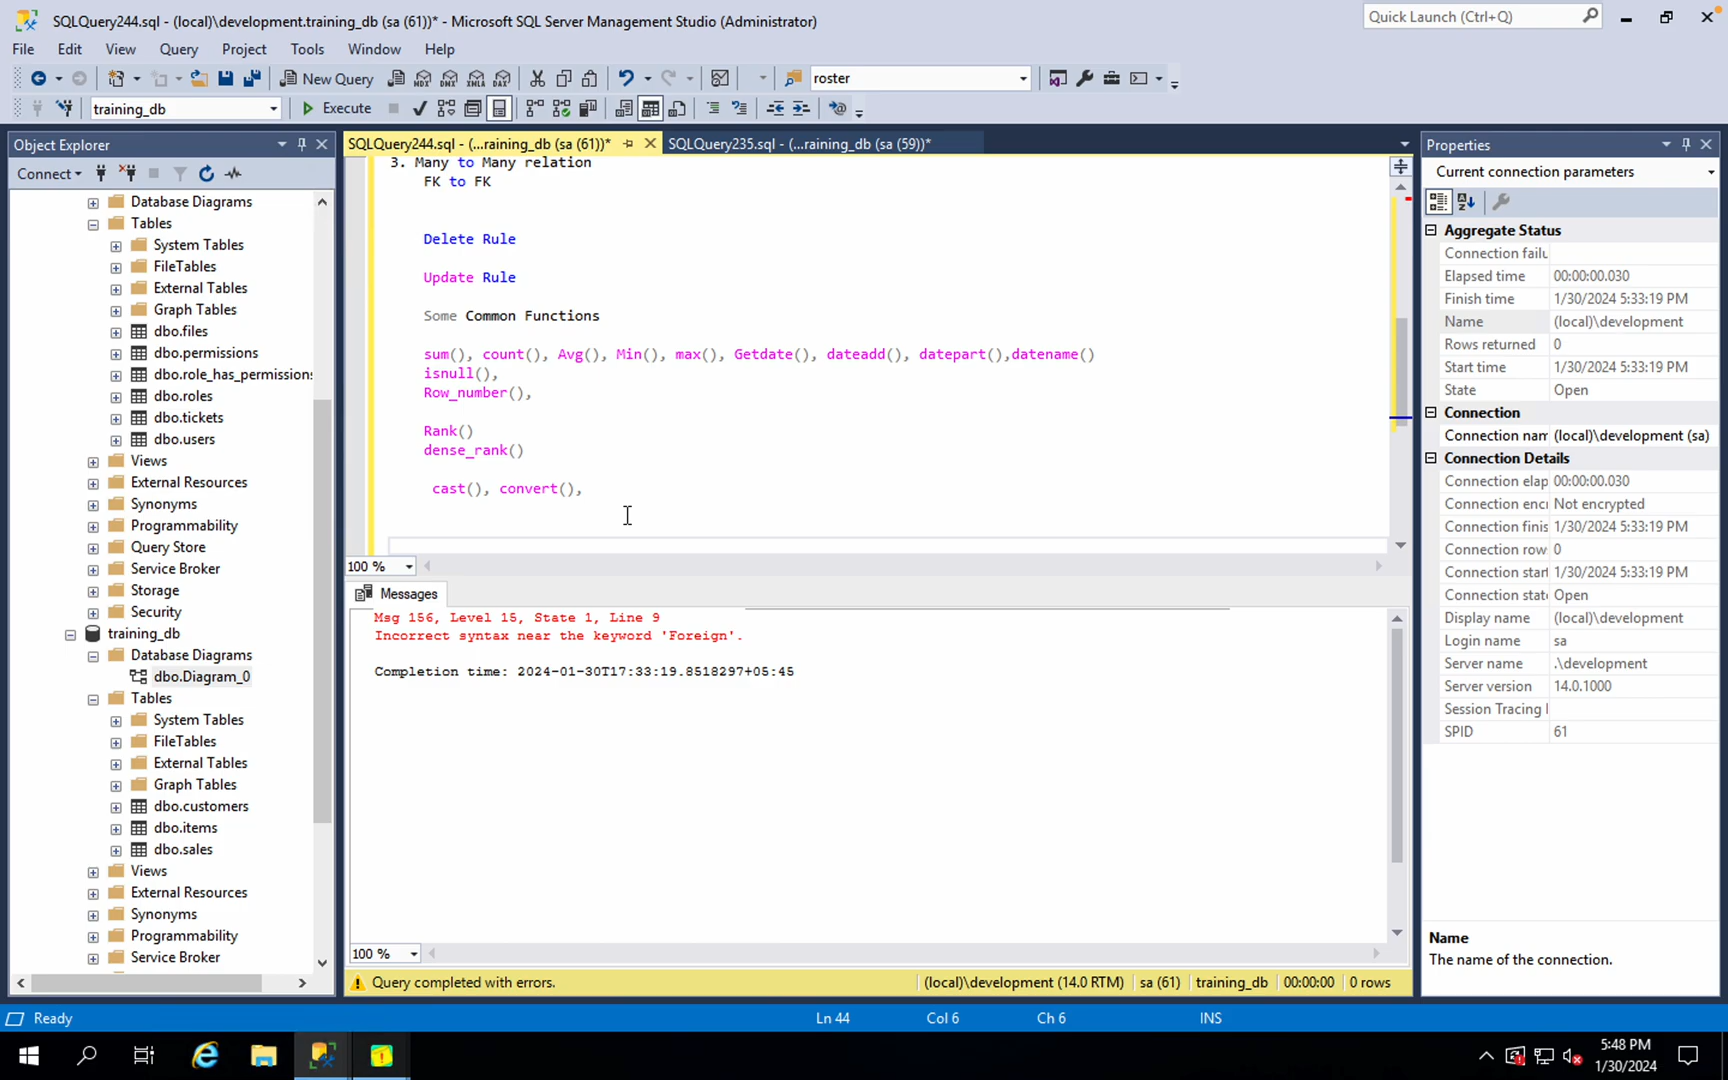 SQLQuery244.sql - (local)\development.training_db (sa (61))* - Microsoft SQL Server Management Studio (Administrator)
Quick Launch (Ctrl+Q)
File Edit View Query Project Tools Window Help
New Query
MDX DMX XMLA DAX
roster
training_db
Execute
Object Explorer
Connect
Database Diagrams
Tables
System Tables
FileTables
External Tables
Graph Tables
dbo.files
dbo.permissions
dbo.role_has_permissions
dbo.roles
dbo.tickets
dbo.users
Views
External Resources
Synonyms
Programmability
Query Store
Service Broker
Storage
Security
training_db
Database Diagrams
dbo.Diagram_0
Tables
System Tables
FileTables
External Tables
Graph Tables
dbo.customers
dbo.items
dbo.sales
Views
External Resources
Synonyms
Programmability
Service Broker
SQLQuery244.sql - (...raining_db (sa (61))*
SQLQuery235.sql - (...raining_db (sa (59))*
3. Many to Many relation
FK to FK
Delete Rule
Update Rule
Some Common Functions
sum(), count(), Avg(), Min(), max(), Getdate(), dateadd(), datepart(),datename()
isnull(),
Row_number(),
Rank()
dense_rank()
cast(), convert(),
100 %
Messages
Msg 156, Level 15, State 1, Line 9
Incorrect syntax near the keyword 'Foreign'.
Completion time: 2024-01-30T17:33:19.8518297+05:45
100 %
Query completed with errors.
(local)\development (14.0 RTM)
sa (61)
training_db
00:00:00
0 rows
Properties
Current connection parameters
Aggregate Status
Connection failu
Elapsed time 00:00:00.030
Finish time 1/30/2024 5:33:19 PM
Name (local)\development
Rows returned 0
Start time 1/30/2024 5:33:19 PM
State Open
Connection
Connection nam (local)\development (sa)
Connection Details
Connection elap 00:00:00.030
Connection encr Not encrypted
Connection finis 1/30/2024 5:33:19 PM
Connection row: 0
Connection start 1/30/2024 5:33:19 PM
Connection state Open
Display name (local)\development
Login name sa
Server name .\development
Server version 14.0.1000
Session Tracing I
SPID 61
Name
The name of the connection.
Ready
Ln 44
Col 6
Ch 6
INS
5:48 PM
1/30/2024